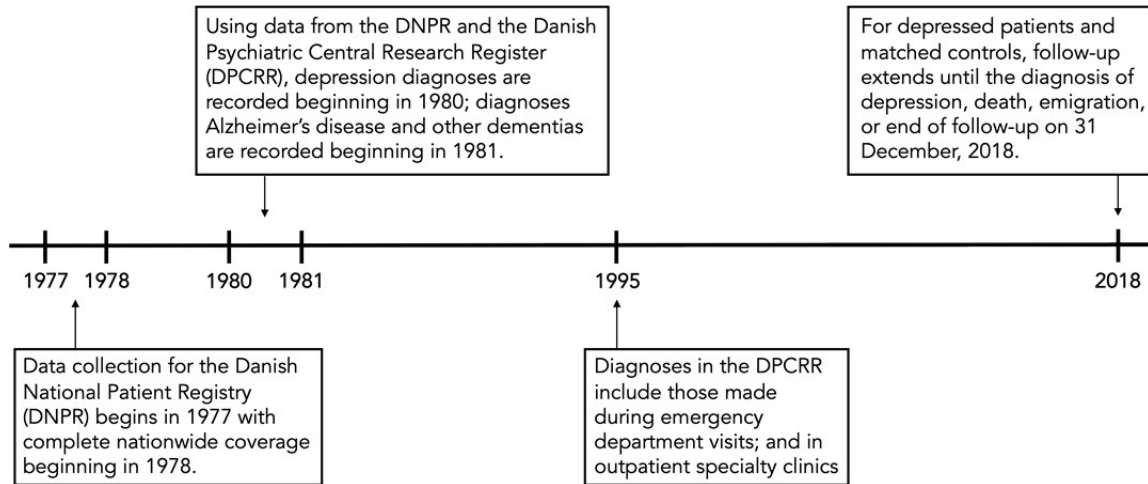 Using data from the DNPR and the Danish
Psychiatric Central Research Register
(DPCRR), depression diagnoses are
recorded beginning in 1980; diagnoses
Alzheimer's disease and other dementias
are recorded beginning in 1981.
For depressed patients and
matched controls, follow-up
extends until the diagnosis of
depression, death, emigration,
or end of follow-up on 31
December, 2018.
1977 1978 1980 1981 1995 2018
Data collection for the Danish
National Patient Registry
(DNPR) begins in 1977 with
complete nationwide coverage
beginning in 1978.
Diagnoses in the DPCRR
include those made
during emergency
department visits; and in
outpatient specialty clinics